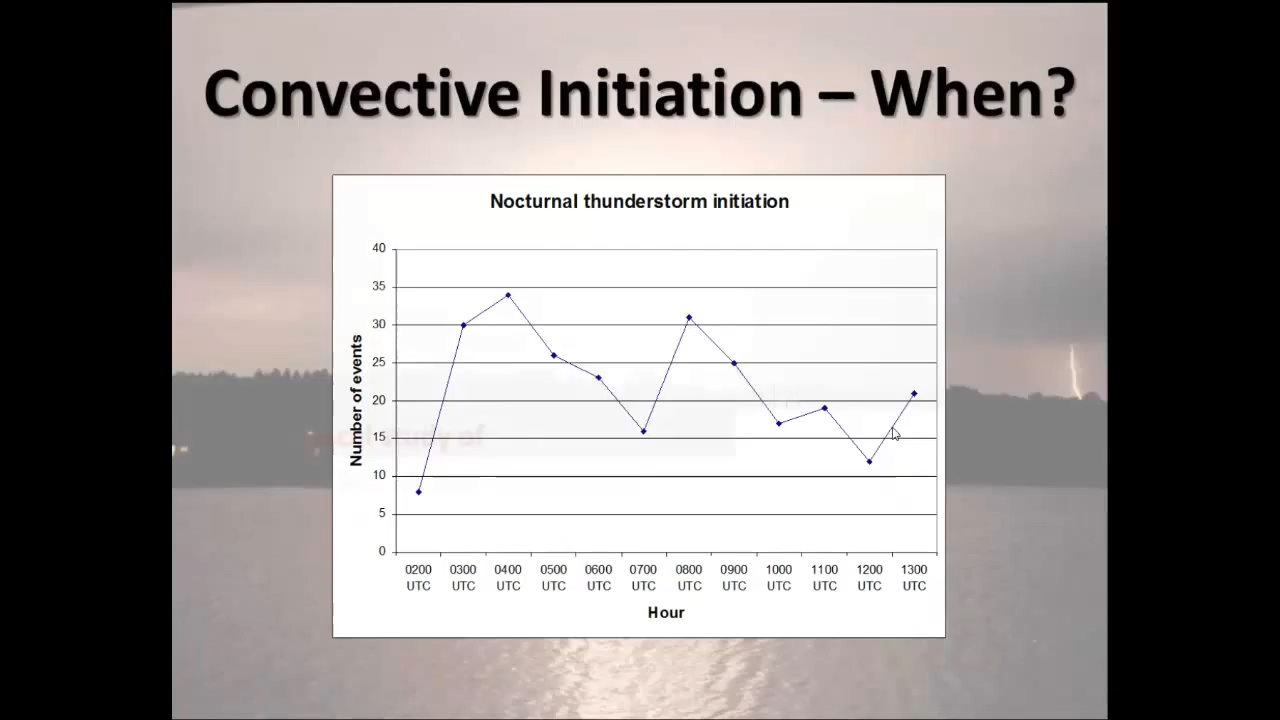 Convective Initiation – When?
Nocturnal thunderstorm initiation
Number of events
40
35
30
25
20
15
10
5
0
0200 UTC
0300 UTC
0400 UTC
0500 UTC
0600 UTC
0700 UTC
0800 UTC
0900 UTC
1000 UTC
1100 UTC
1200 UTC
1300 UTC
Hour
study of